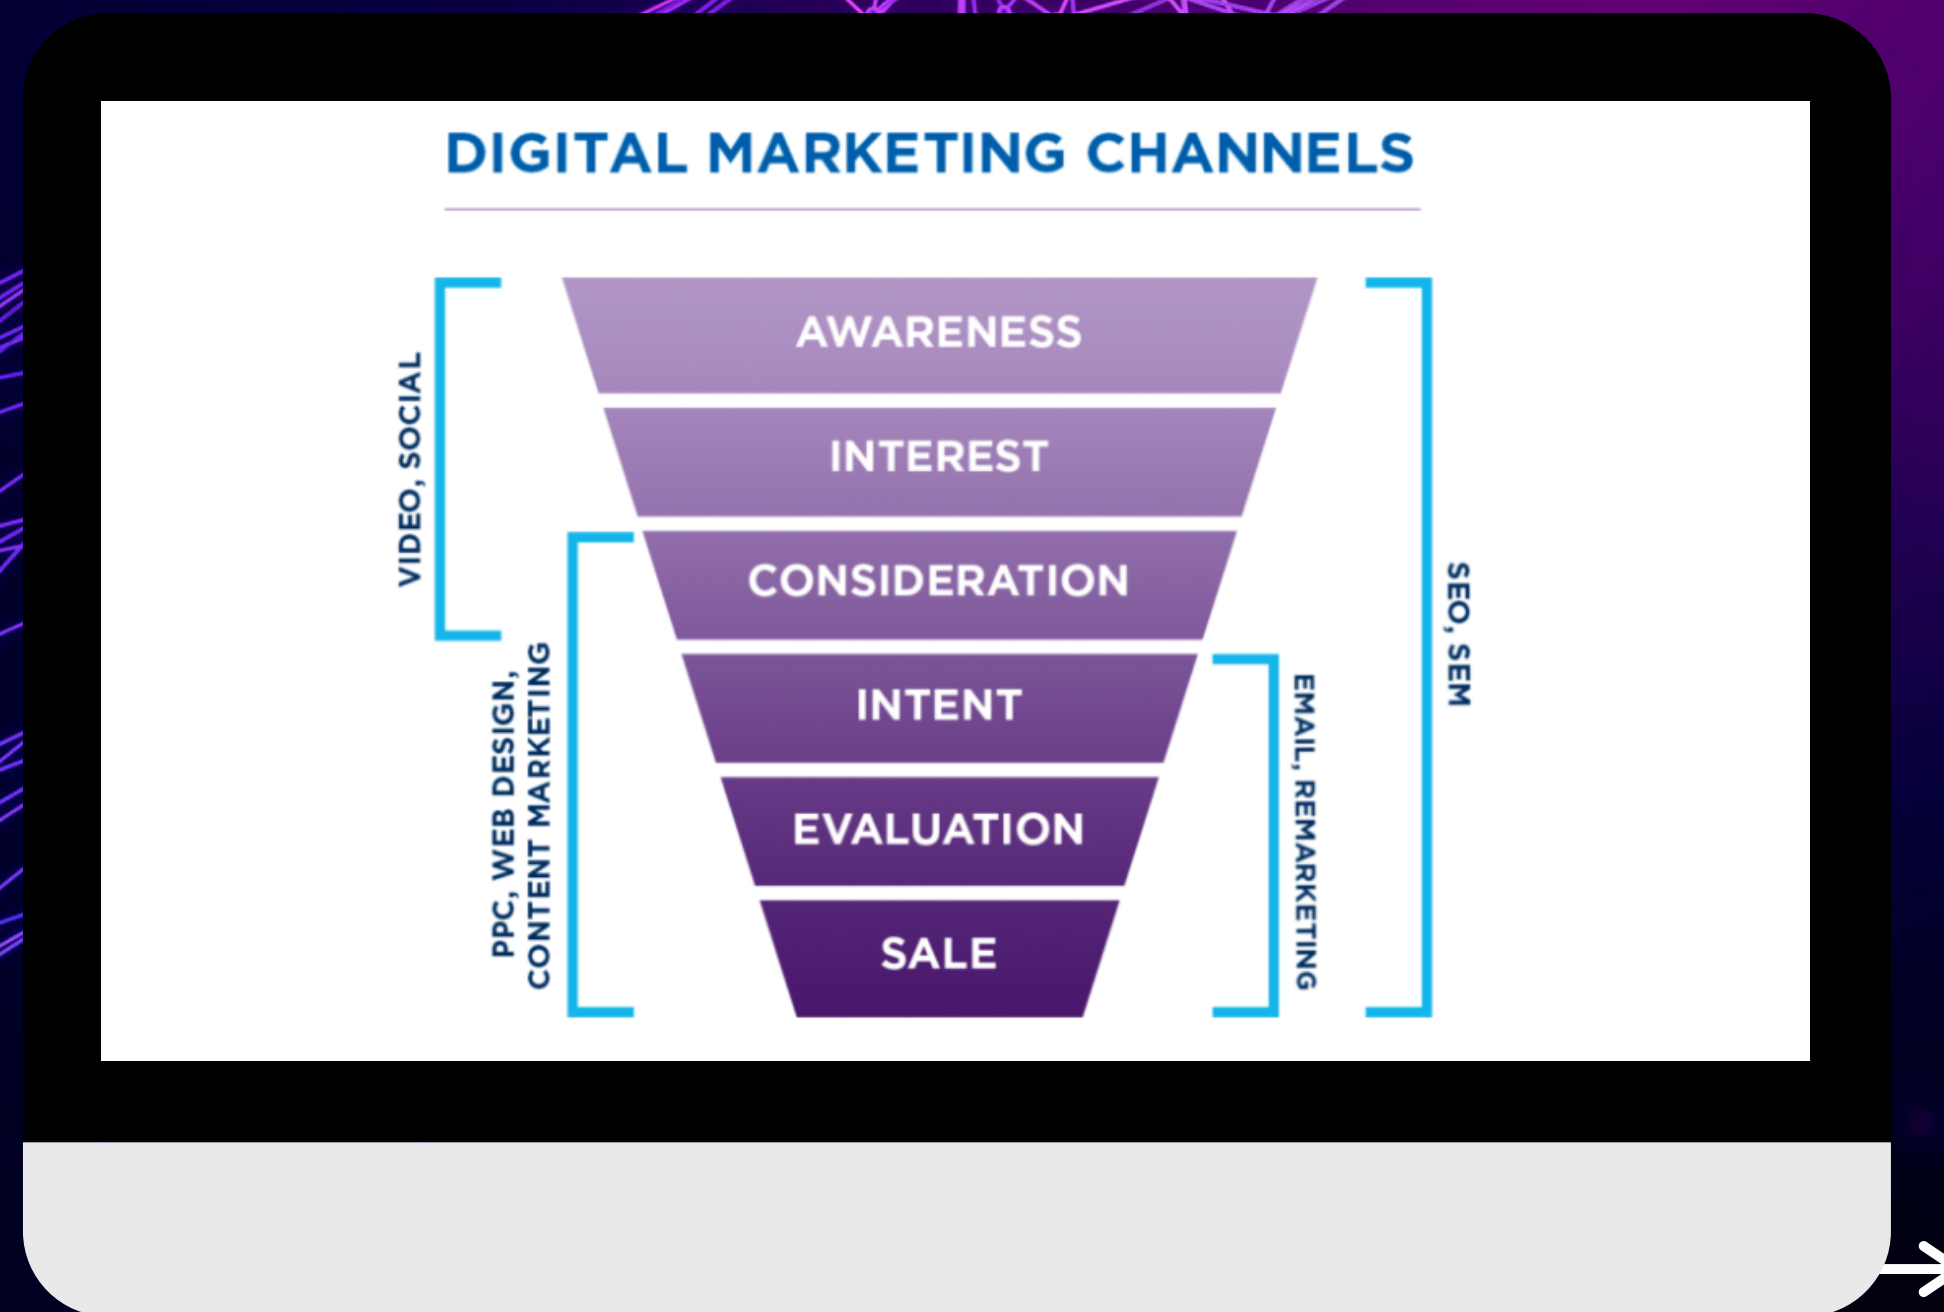 DIGITAL MARKETING CHANNELS
AWARENESS
INTEREST
CONSIDERATION
INTENT
EVALUATION
SALE
VIDEO, SOCIAL
PPC, WEB DESIGN,
CONTENT MARKETING
EMAIL, REMARKETING
SEO, SEM